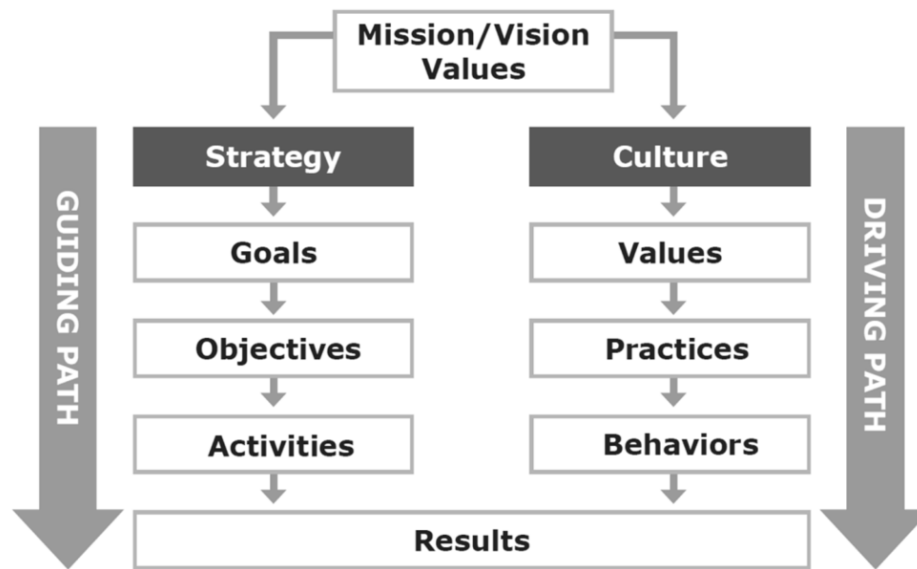 Mission/Vision
Values
Strategy
Culture
GUIDING PATH
DRIVING PATH
Goals
Values
Objectives
Practices
Activities
Behaviors
Results